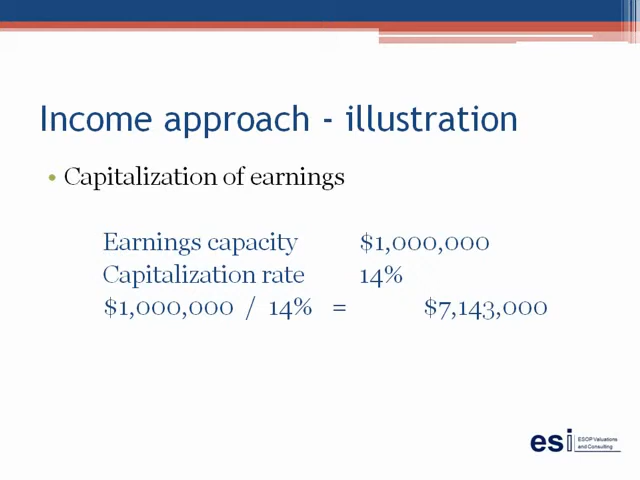 Income approach - illustration
• Capitalization of earnings
Earnings capacity $1,000,000
Capitalization rate 14%
$1,000,000 / 14% = $7,143,000
esi ESOP Valuations
and Consulting